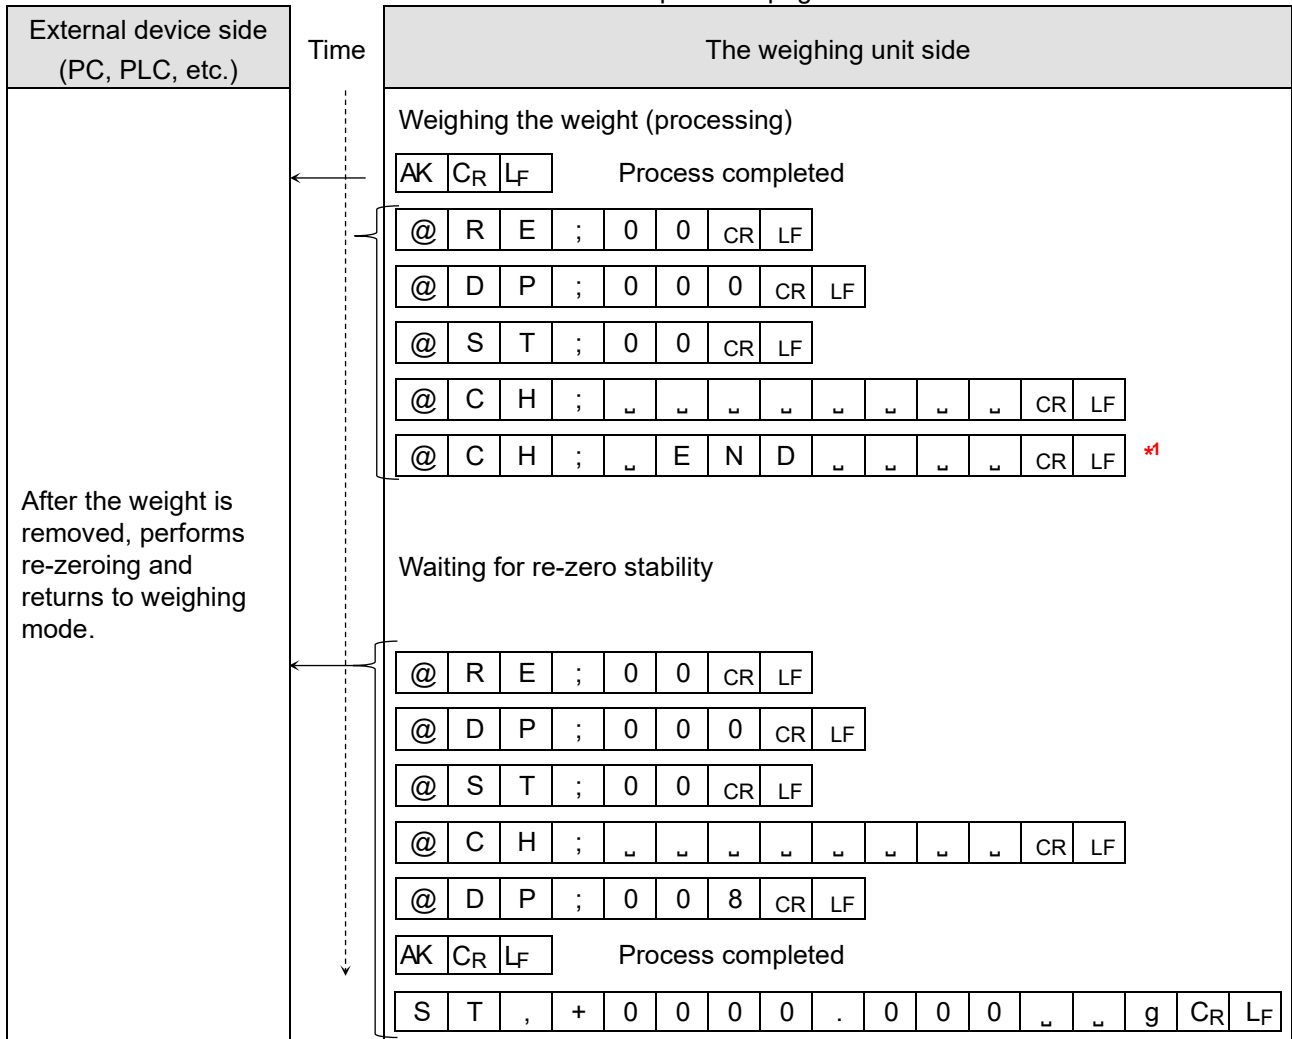 External device side
(PC, PLC, etc.)
Time
The weighing unit side
Weighing the weight (processing)
AK CR LF Process completed
@ R E ; 0 0 CR LF
@ D P ; 0 0 0 CR LF
@ S T ; 0 0 CR LF
@ C H ; ␣ ␣ ␣ ␣ ␣ ␣ ␣ ␣ CR LF
@ C H ; ␣ E N D ␣ ␣ ␣ ␣ CR LF *1
After the weight is
removed, performs
re-zeroing and
returns to weighing
mode.
Waiting for re-zero stability
@ R E ; 0 0 CR LF
@ D P ; 0 0 0 CR LF
@ S T ; 0 0 CR LF
@ C H ; ␣ ␣ ␣ ␣ ␣ ␣ ␣ ␣ CR LF
@ D P ; 0 0 8 CR LF
AK CR LF Process completed
S T , + 0 0 0 0 . 0 0 0 ␣ ␣ g CR LF